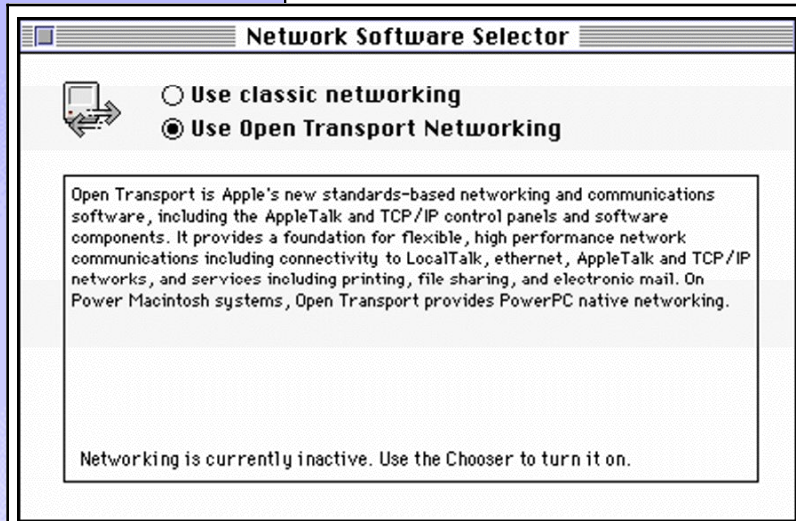 Network Software Selector
Use classic networking
Use Open Transport Networking
Open Transport is Apple's new standards-based networking and communications
software, including the AppleTalk and TCP/IP control panels and software
components. It provides a foundation for flexible, high performance network
communications including connectivity to LocalTalk, ethernet, AppleTalk and TCP/IP
networks, and services including printing, file sharing, and electronic mail. On
Power Macintosh systems, Open Transport provides PowerPC native networking.
Networking is currently inactive. Use the Chooser to turn it on.